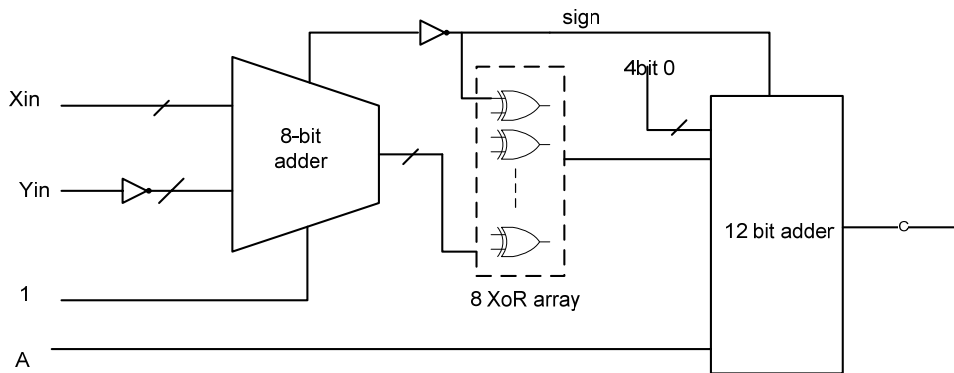 sign
4bit 0
Xin
8-bit
adder
Yin
12 bit adder
C
1
8 XoR array
A